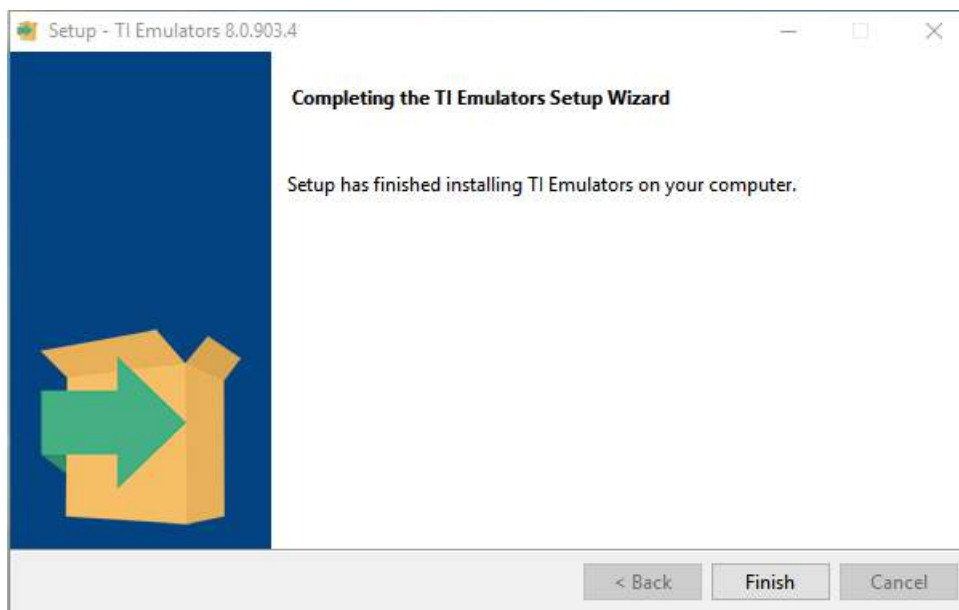 Setup - TI Emulators 8.0.903.4
Completing the TI Emulators Setup Wizard
Setup has finished installing TI Emulators on your computer.
< Back Finish Cancel